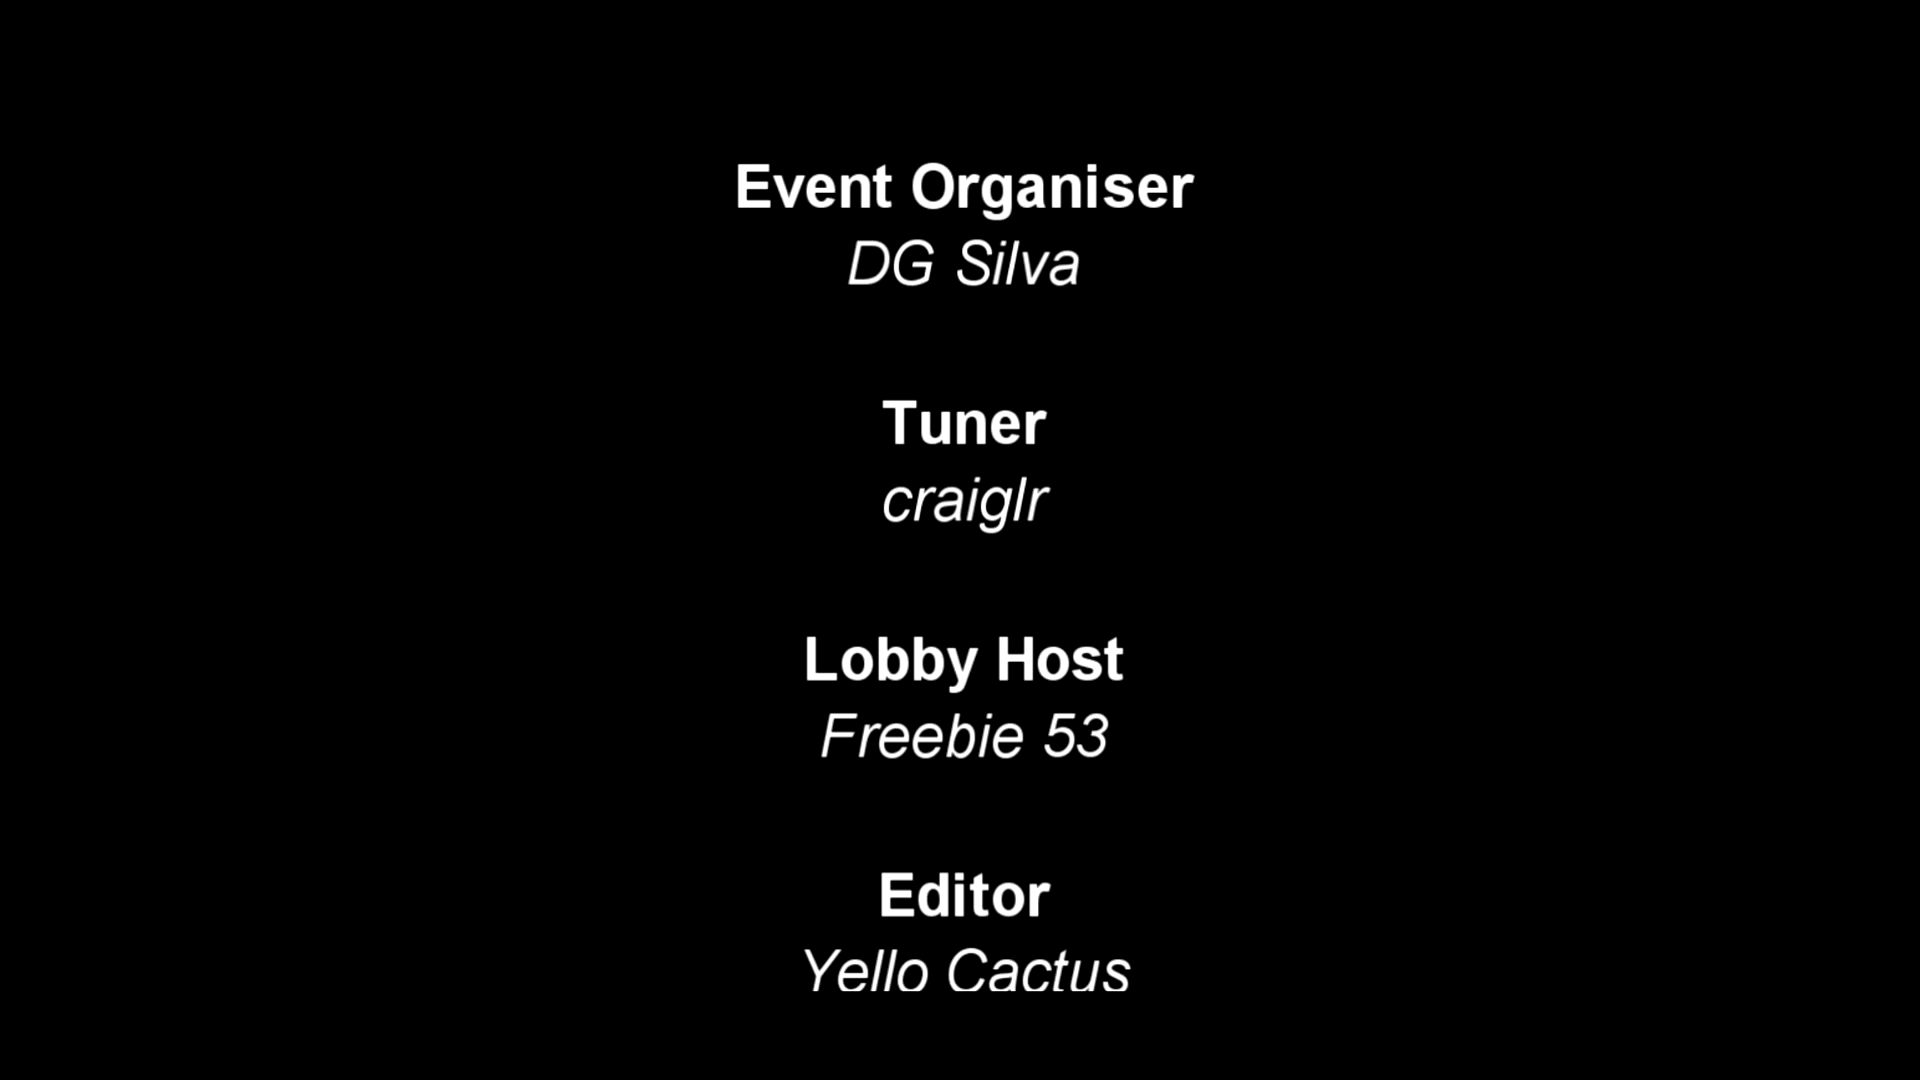 Event Organiser
DG Silva
Tuner
craiglr
Lobby Host
Freebie 53
Editor
Yello Cactus